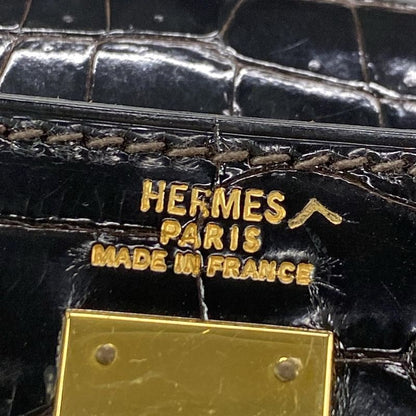 HERMES ^
PARIS
MADE IN FRANCE